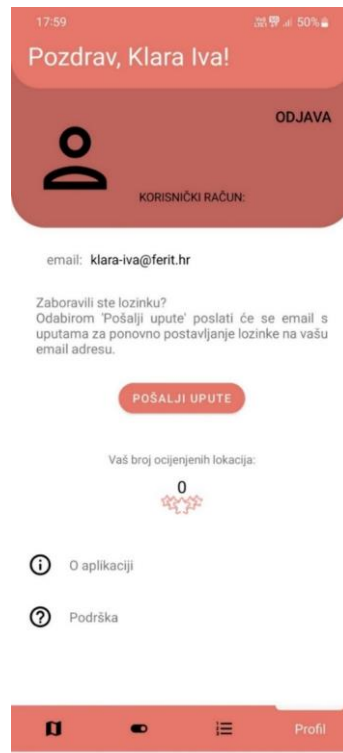 17:59
50%
Pozdrav, Klara Iva!
ODJAVA
KORISNIČKI RAČUN:
email: klara-iva@ferit.hr
Zaboravili ste lozinku?
Odabirom 'Pošalji upute' poslati će se email s
uputama za ponovno postavljanje lozinke na vašu
email adresu.
POŠALJI UPUTE
Vaš broj ocijenjenih lokacija:
0
O aplikaciji
Podrška
Profil